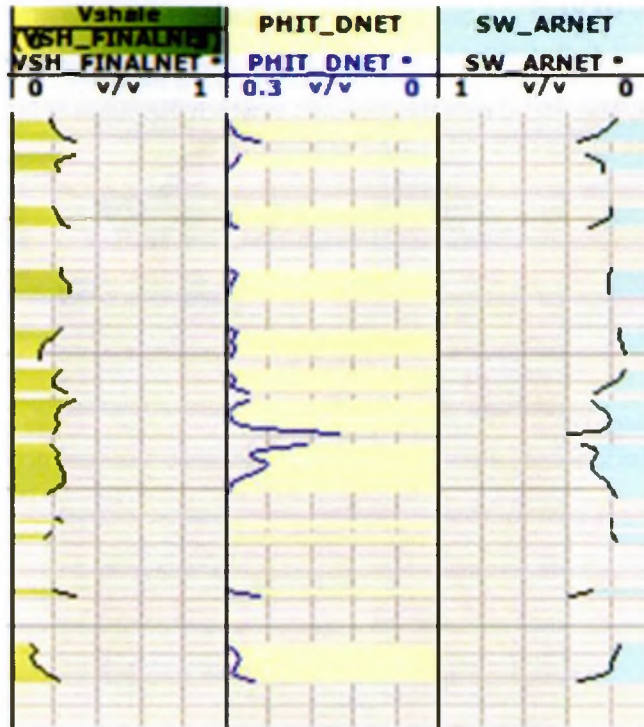 Vshale
VSH_FINALNET
VSH_FINALNET
0 v/v 1
PHIT_DNET
PHIT_DNET
0.3 v/v 0
SW_ARNET
SW_ARNET
1 v/v 0